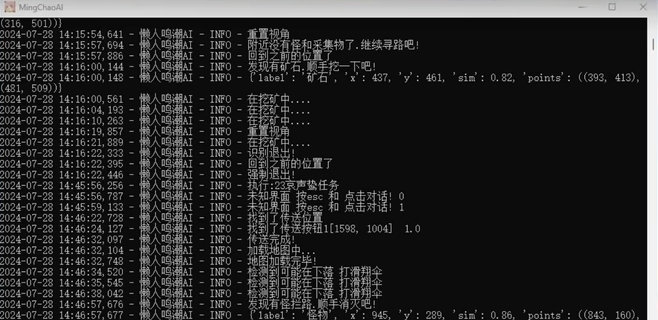 MingChaoAI
(316, 501))}
2024-07-28 14:15:54,641 - 懒人鸣潮AI - INFO - 重置视角
2024-07-28 14:15:57,694 - 懒人鸣潮AI - INFO - 附近没有怪和采集物了.继续寻路吧!
2024-07-28 14:15:57,886 - 懒人鸣潮AI - INFO - 回到之前的位置了
2024-07-28 14:16:00,144 - 懒人鸣潮AI - INFO - 发现有矿石.顺手挖一下吧!
2024-07-28 14:16:00,148 - 懒人鸣潮AI - INFO - {'label': '矿石', 'x': 437, 'y': 461, 'sim': 0.82, 'points': ((393, 413),
(481, 509))}
2024-07-28 14:16:00,561 - 懒人鸣潮AI - INFO - 在挖矿中....
2024-07-28 14:16:04,193 - 懒人鸣潮AI - INFO - 在挖矿中....
2024-07-28 14:16:10,263 - 懒人鸣潮AI - INFO - 在挖矿中....
2024-07-28 14:16:19,857 - 懒人鸣潮AI - INFO - 重置视角
2024-07-28 14:16:21,889 - 懒人鸣潮AI - INFO - 在挖矿中....
2024-07-28 14:16:22,333 - 懒人鸣潮AI - INFO - 识别退出!
2024-07-28 14:16:22,395 - 懒人鸣潮AI - INFO - 回到之前的位置了
2024-07-28 14:16:22,446 - 懒人鸣潮AI - INFO - 强制退出!
2024-07-28 14:45:56,256 - 懒人鸣潮AI - INFO - 执行:23哀声鸷任务
2024-07-28 14:45:56,787 - 懒人鸣潮AI - INFO - 未知界面 按esc 和 点击对话! 0
2024-07-28 14:45:59,133 - 懒人鸣潮AI - INFO - 未知界面 按esc 和 点击对话! 1
2024-07-28 14:46:22,728 - 懒人鸣潮AI - INFO - 找到了传送位置
2024-07-28 14:46:24,127 - 懒人鸣潮AI - INFO - 找到了传送按钮1[1598, 1004] 1.0
2024-07-28 14:46:32,097 - 懒人鸣潮AI - INFO - 传送完成!
2024-07-28 14:46:32,104 - 懒人鸣潮AI - INFO - 加载地图中...
2024-07-28 14:46:32,748 - 懒人鸣潮AI - INFO - 地图加载完毕!
2024-07-28 14:46:34,520 - 懒人鸣潮AI - INFO - 检测到可能在下落 打滑翔伞
2024-07-28 14:46:35,545 - 懒人鸣潮AI - INFO - 检测到可能在下落 打滑翔伞
2024-07-28 14:46:38,042 - 懒人鸣潮AI - INFO - 检测到可能在下落 打滑翔伞
2024-07-28 14:46:57,676 - 懒人鸣潮AI - INFO - 发现有怪拦路.顺手消灭吧!
2024-07-28 14:46:57,677 - 懒人鸣潮AI - INFO - {'label': '怪物', 'x': 945, 'y': 289, 'sim': 0.86, 'points': ((843, 160),